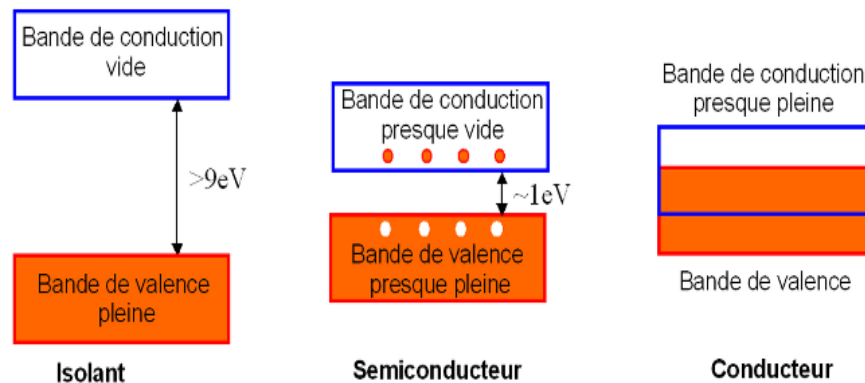 Bande de conduction
vide
>9eV
Bande de valence
pleine
Isolant
Bande de conduction
presque vide
~1eV
Bande de valence
presque pleine
Semiconducteur
Bande de conduction
presque pleine
Bande de valence
Conducteur